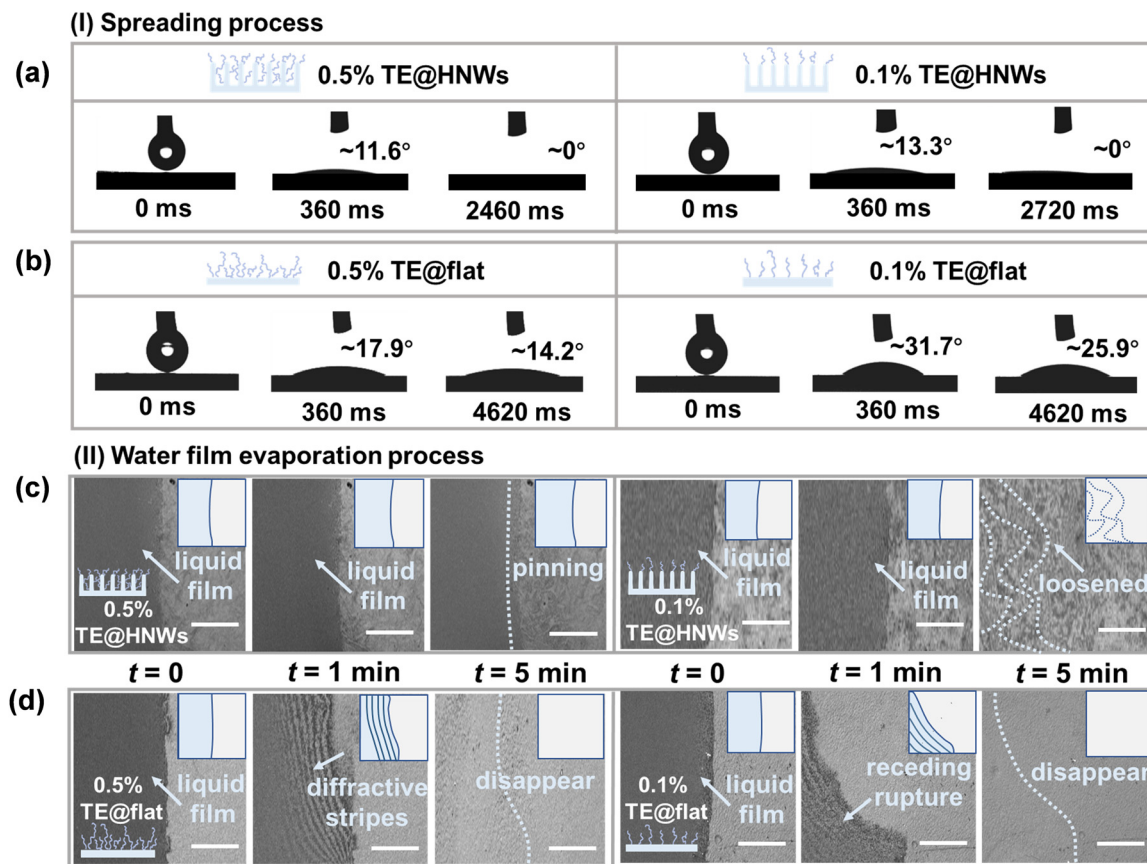 (I) Spreading process
(a)
0.5% TE@HNWs
0.1% TE@HNWs
~11.6°
~0°
~13.3°
~0°
0 ms
360 ms
2460 ms
0 ms
360 ms
2720 ms
(b)
0.5% TE@flat
0.1% TE@flat
~17.9°
~14.2°
~31.7°
~25.9°
0 ms
360 ms
4620 ms
0 ms
360 ms
4620 ms
(II) Water film evaporation process
(c)
liquid
film
0.5%
TE@HNWs
liquid
film
pinning
liquid
film
0.1%
TE@HNWs
liquid
film
loosened
t = 0
t = 1 min
t = 5 min
t = 0
t = 1 min
t = 5 min
(d)
0.5%
TE@flat
liquid
film
diffractive
stripes
disappear
0.1%
TE@flat
liquid
film
receding
rupture
disappear